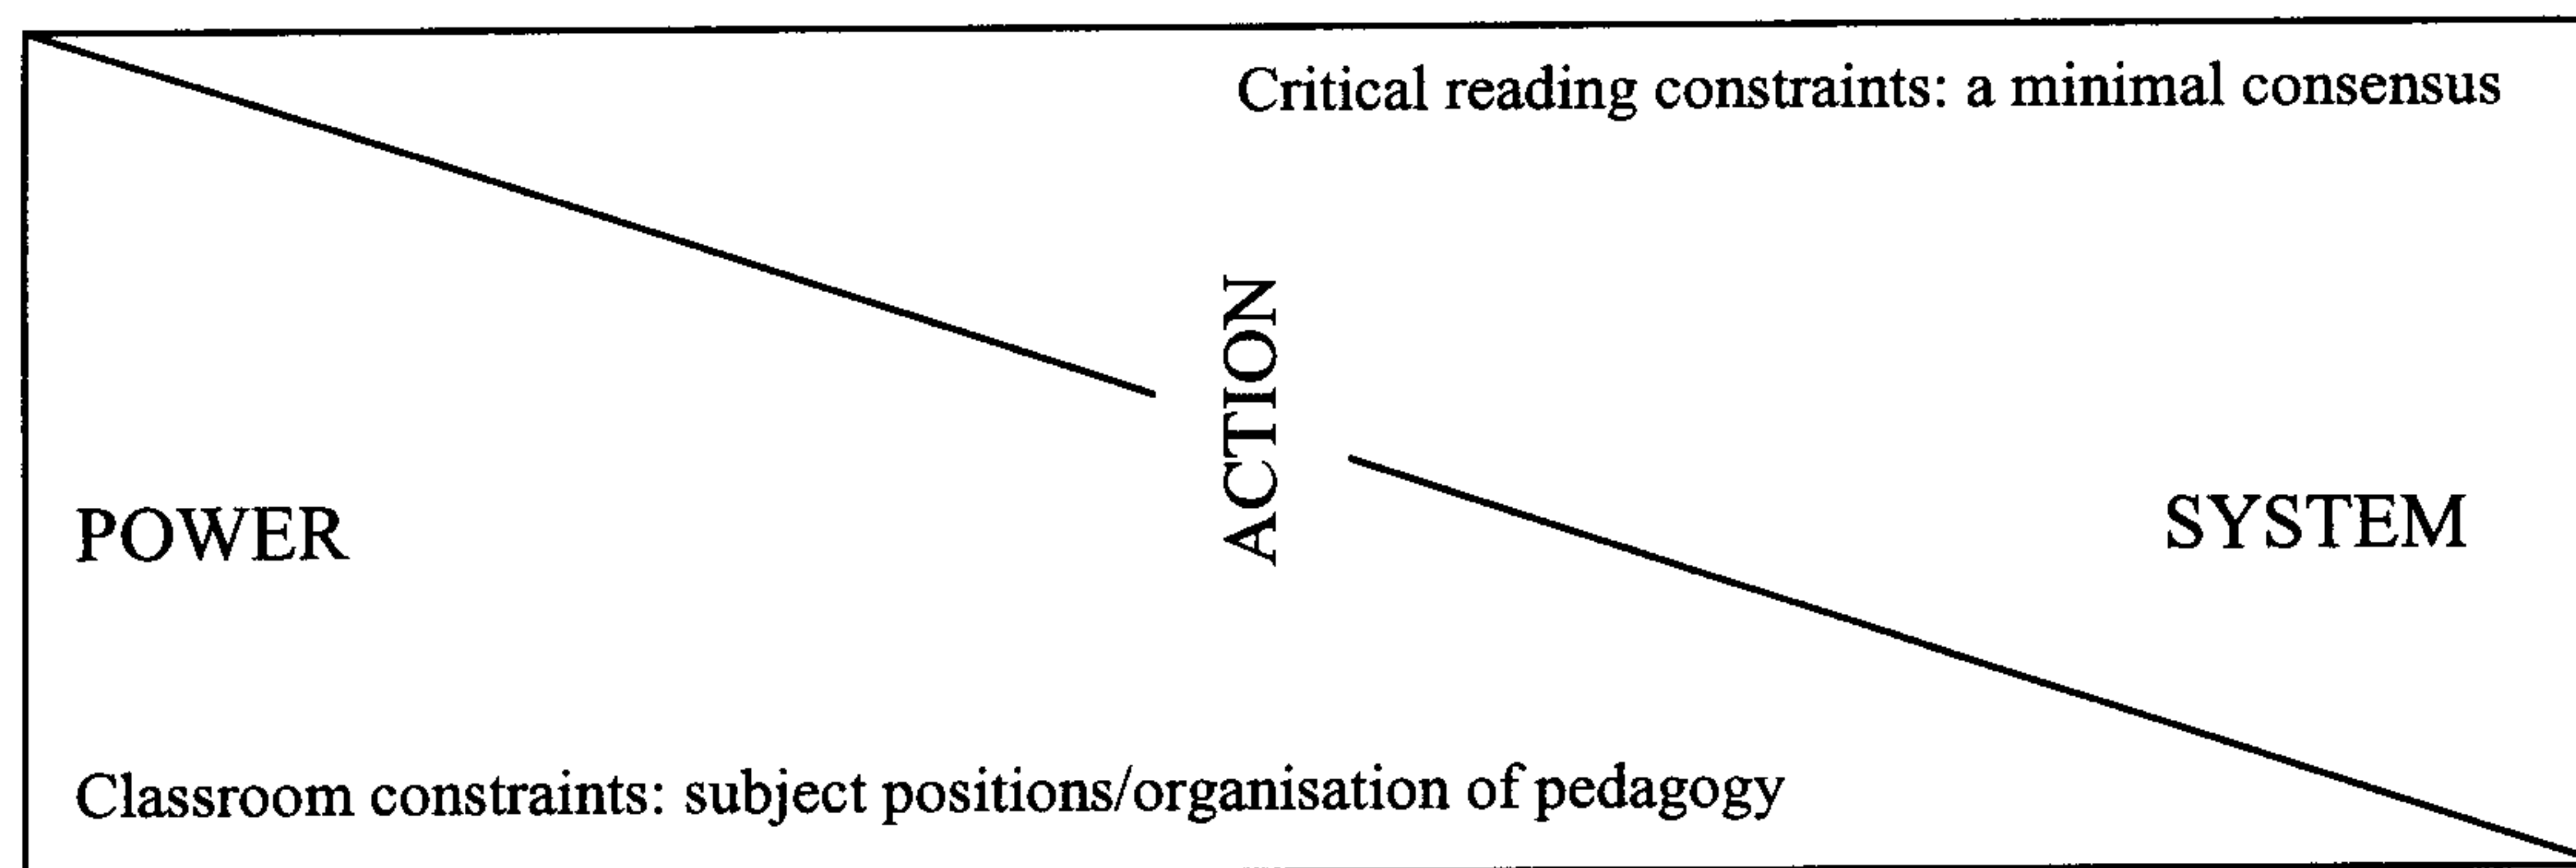 Critical reading constraints: a minimal consensus
ACTION
POWER
SYSTEM
Classroom constraints: subject positions/organisation of pedagogy